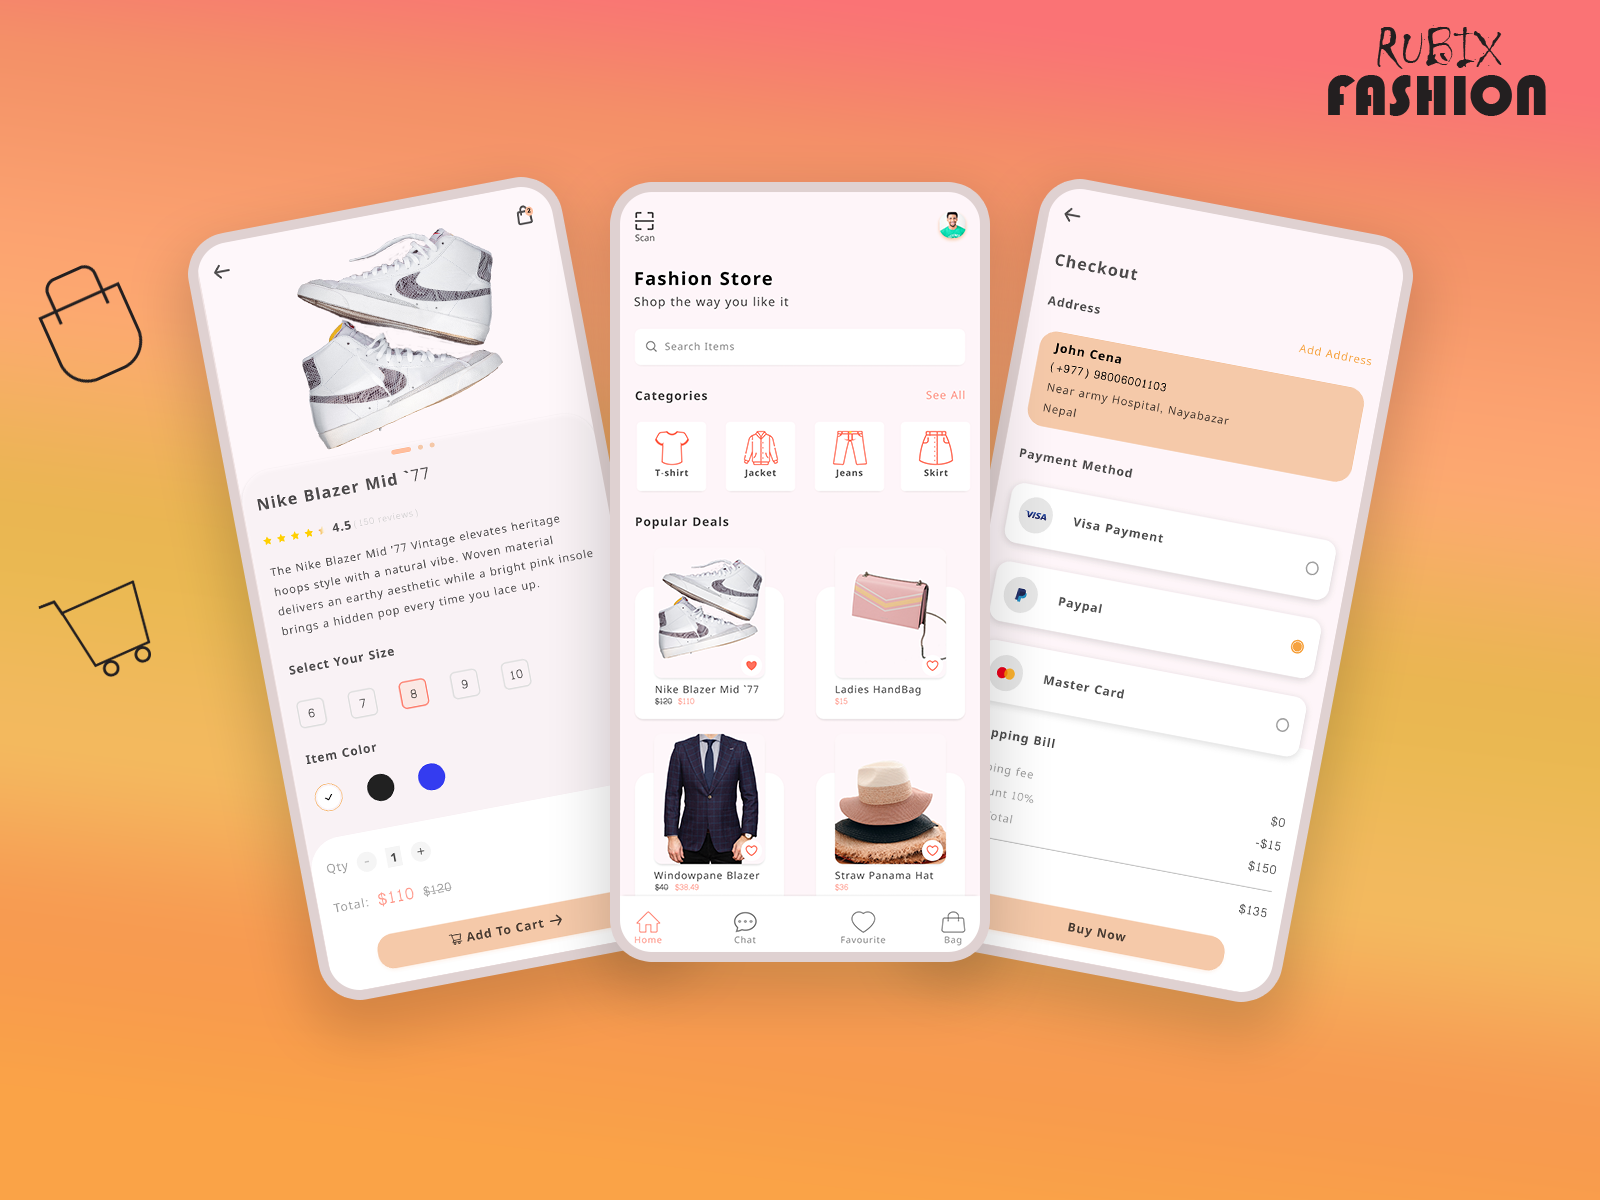 RUBIX
FASHION
2
Nike Blazer Mid `77
4.5 (150 reviews)
The Nike Blazer Mid '77 Vintage elevates heritage
hoops style with a natural vibe. Woven material
delivers an earthy aesthetic while a bright pink insole
brings a hidden pop every time you lace up.
Select Your Size
6 7 8 9 10
Item Color
Qty - 1 +
Total: $110 $120
Add To Cart
Scan
Fashion Store
Shop the way you like it
Search Items
Categories See All
T-shirt Jacket Jeans Skirt
Popular Deals
Nike Blazer Mid `77
$120 $110
Ladies HandBag
$15
Windowpane Blazer
$40 $38.49
Straw Panama Hat
$36
Home Chat Favourite Bag
Checkout
Address
Add Address
John Cena
(+977) 98006001103
Near army Hospital, Nayabazar
Nepal
Payment Method
VISA Visa Payment
Paypal
Master Card
pping Bill
ping fee $0
unt 10% -$15
otal $150
$135
Buy Now